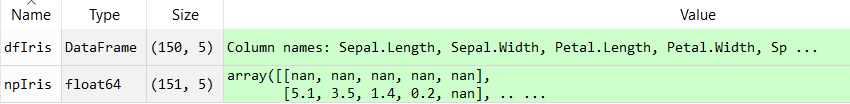 Name Type Size Value
dfIris DataFrame (150, 5) Column names: Sepal.Length, Sepal.Width, Petal.Length, Petal.Width, Sp ...
npIris float64 (151, 5) array([[nan, nan, nan, nan, nan],
[5.1, 3.5, 1.4, 0.2, nan], .. ...